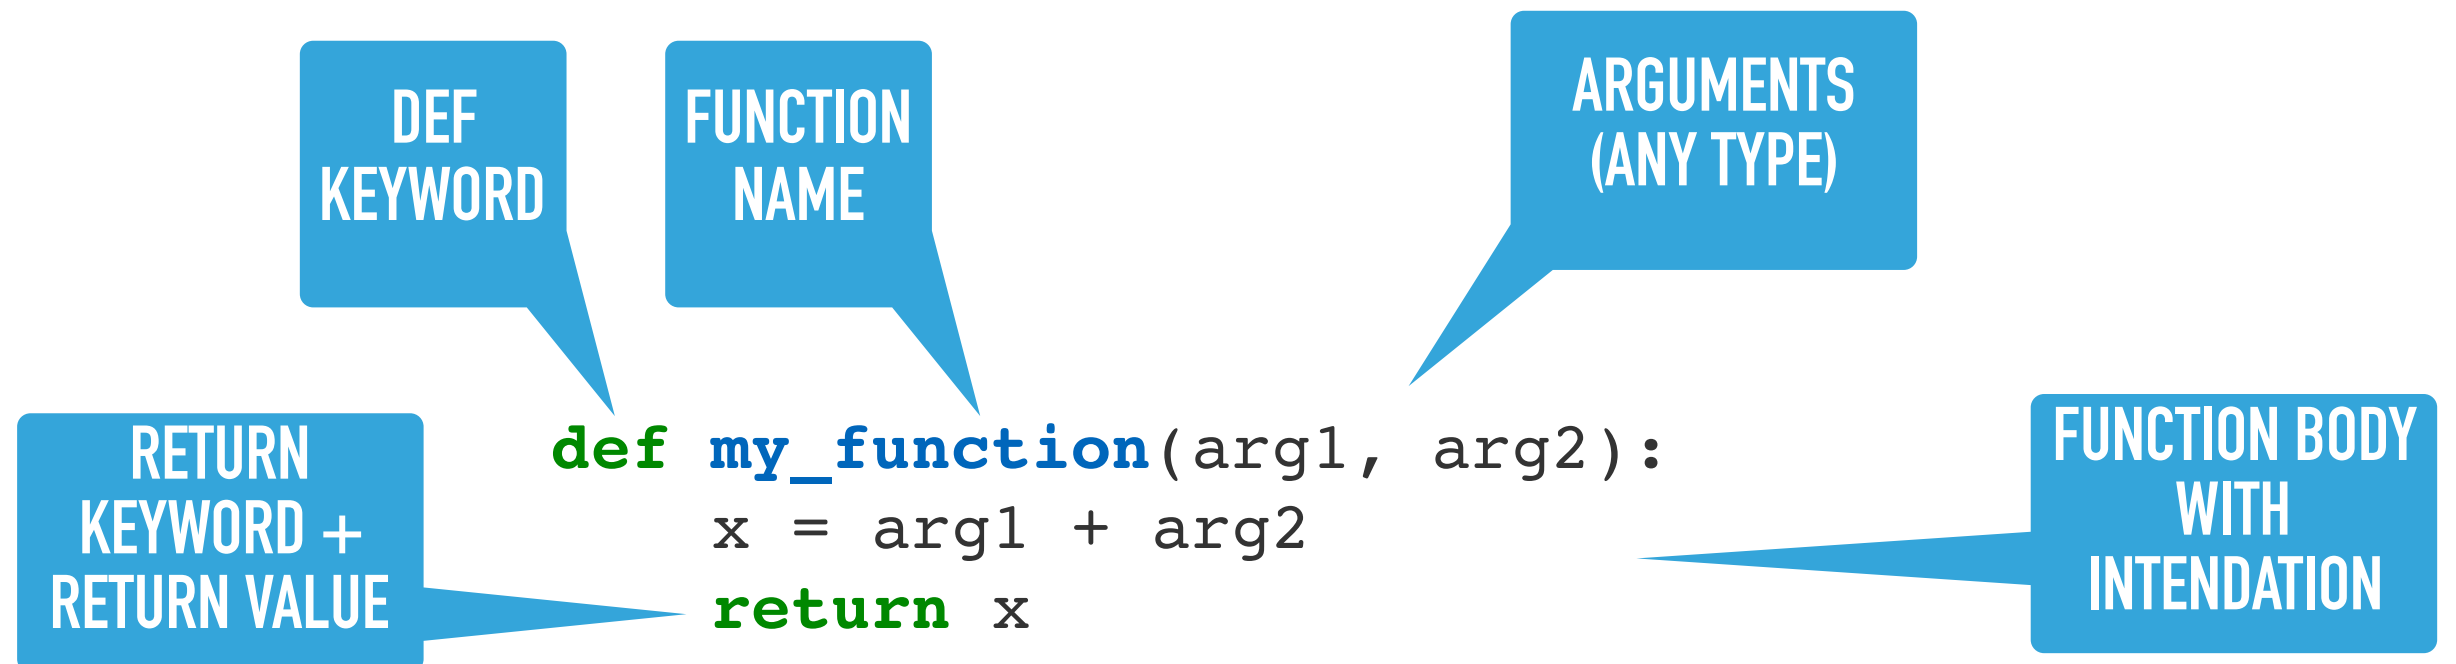 DEF
KEYWORD
FUNCTION
NAME
ARGUMENTS
(ANY TYPE)
RETURN
KEYWORD +
RETURN VALUE
def my_function(arg1, arg2):
x = arg1 + arg2
return x
FUNCTION BODY
WITH
INTENDATION